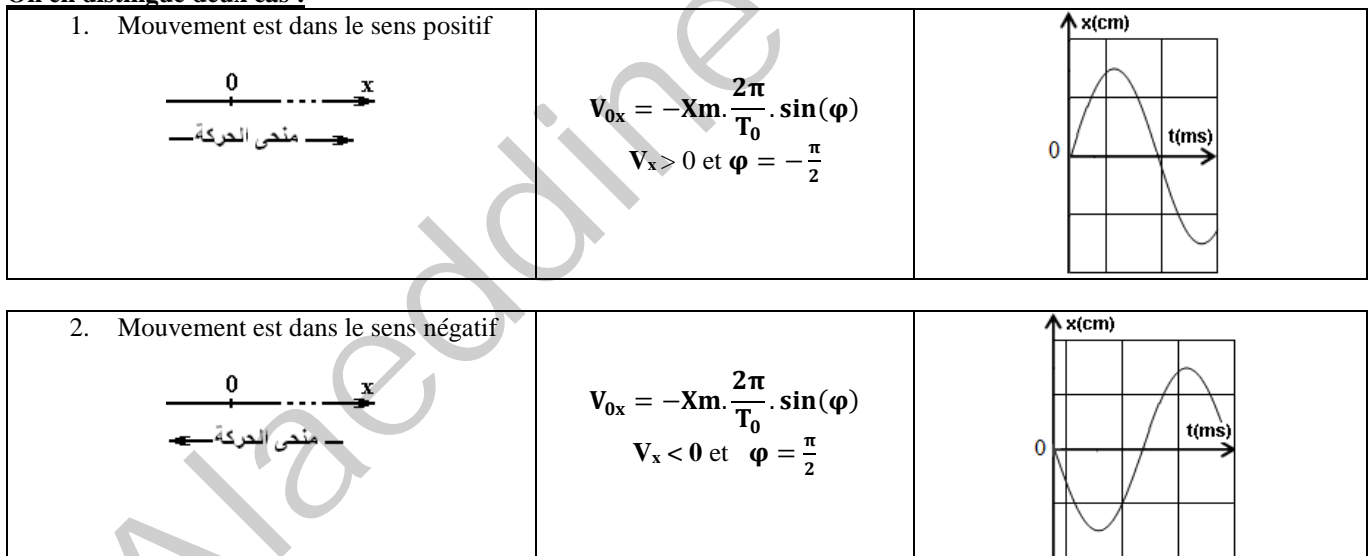 On en distingue deux cas :
1. Mouvement est dans le sens positif
0 x
منحى الحركة
V₀ₓ = −Xm. 2π/T₀ . sin(φ)
Vₓ > 0 et φ = − π/2
x(cm)
t(ms)
0
2. Mouvement est dans le sens négatif
0 x
منحى الحركة
V₀ₓ = −Xm. 2π/T₀ . sin(φ)
Vₓ < 0 et φ = π/2
x(cm)
t(ms)
0
Alaeddine